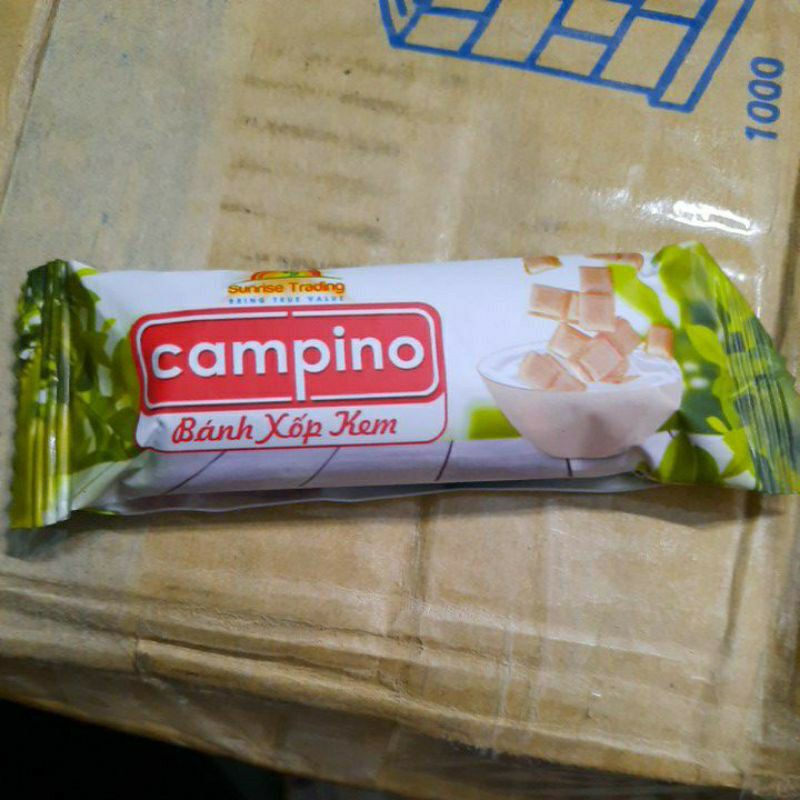 1000
Sunrise Trading
BRING TRUE VALUE
campino
Bánh Xốp Kem